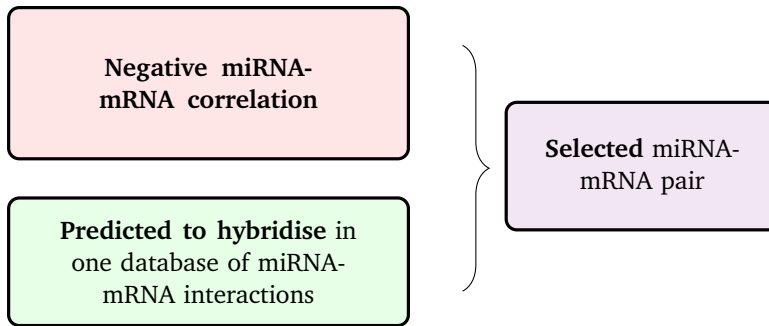 Negative miRNA-
mRNA correlation
Predicted to hybridise in
one database of miRNA-
mRNA interactions
Selected miRNA-
mRNA pair